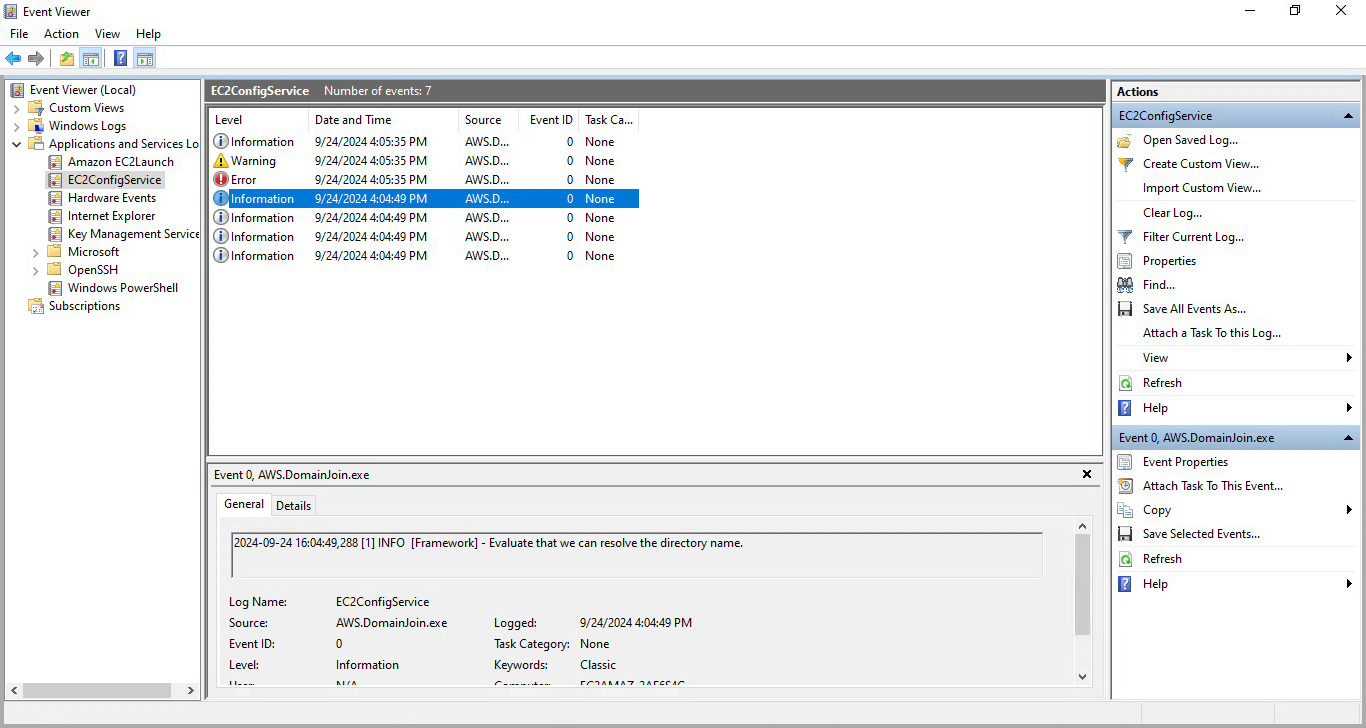 Event Viewer
File Action View Help
Event Viewer (Local)
Custom Views
Windows Logs
Applications and Services Lo
Amazon EC2Launch
EC2ConfigService
Hardware Events
Internet Explorer
Key Management Service
Microsoft
OpenSSH
Windows PowerShell
Subscriptions
EC2ConfigService Number of events: 7
Level Date and Time Source Event ID Task Ca...
Information 9/24/2024 4:05:35 PM AWS.D... 0 None
Warning 9/24/2024 4:05:35 PM AWS.D... 0 None
Error 9/24/2024 4:05:35 PM AWS.D... 0 None
Information 9/24/2024 4:04:49 PM AWS.D... 0 None
Information 9/24/2024 4:04:49 PM AWS.D... 0 None
Information 9/24/2024 4:04:49 PM AWS.D... 0 None
Information 9/24/2024 4:04:49 PM AWS.D... 0 None
Event 0, AWS.DomainJoin.exe
General Details
2024-09-24 16:04:49,288 [1] INFO [Framework] - Evaluate that we can resolve the directory name.
Log Name: EC2ConfigService
Source: AWS.DomainJoin.exe Logged: 9/24/2024 4:04:49 PM
Event ID: 0 Task Category: None
Level: Information Keywords: Classic
User: N/A Computer:
Actions
EC2ConfigService
Open Saved Log...
Create Custom View...
Import Custom View...
Clear Log...
Filter Current Log...
Properties
Find...
Save All Events As...
Attach a Task To this Log...
View
Refresh
Help
Event 0, AWS.DomainJoin.exe
Event Properties
Attach Task To This Event...
Copy
Save Selected Events...
Refresh
Help